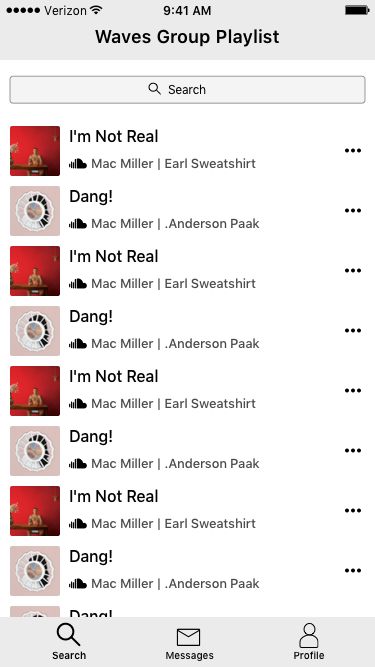 Verizon 9:41 AM
Waves Group Playlist
Search
I'm Not Real
Mac Miller | Earl Sweatshirt
Dang!
Mac Miller | .Anderson Paak
I'm Not Real
Mac Miller | Earl Sweatshirt
Dang!
Mac Miller | .Anderson Paak
I'm Not Real
Mac Miller | Earl Sweatshirt
Dang!
Mac Miller | .Anderson Paak
I'm Not Real
Mac Miller | Earl Sweatshirt
Dang!
Mac Miller | .Anderson Paak
Dang!
Search Messages Profile